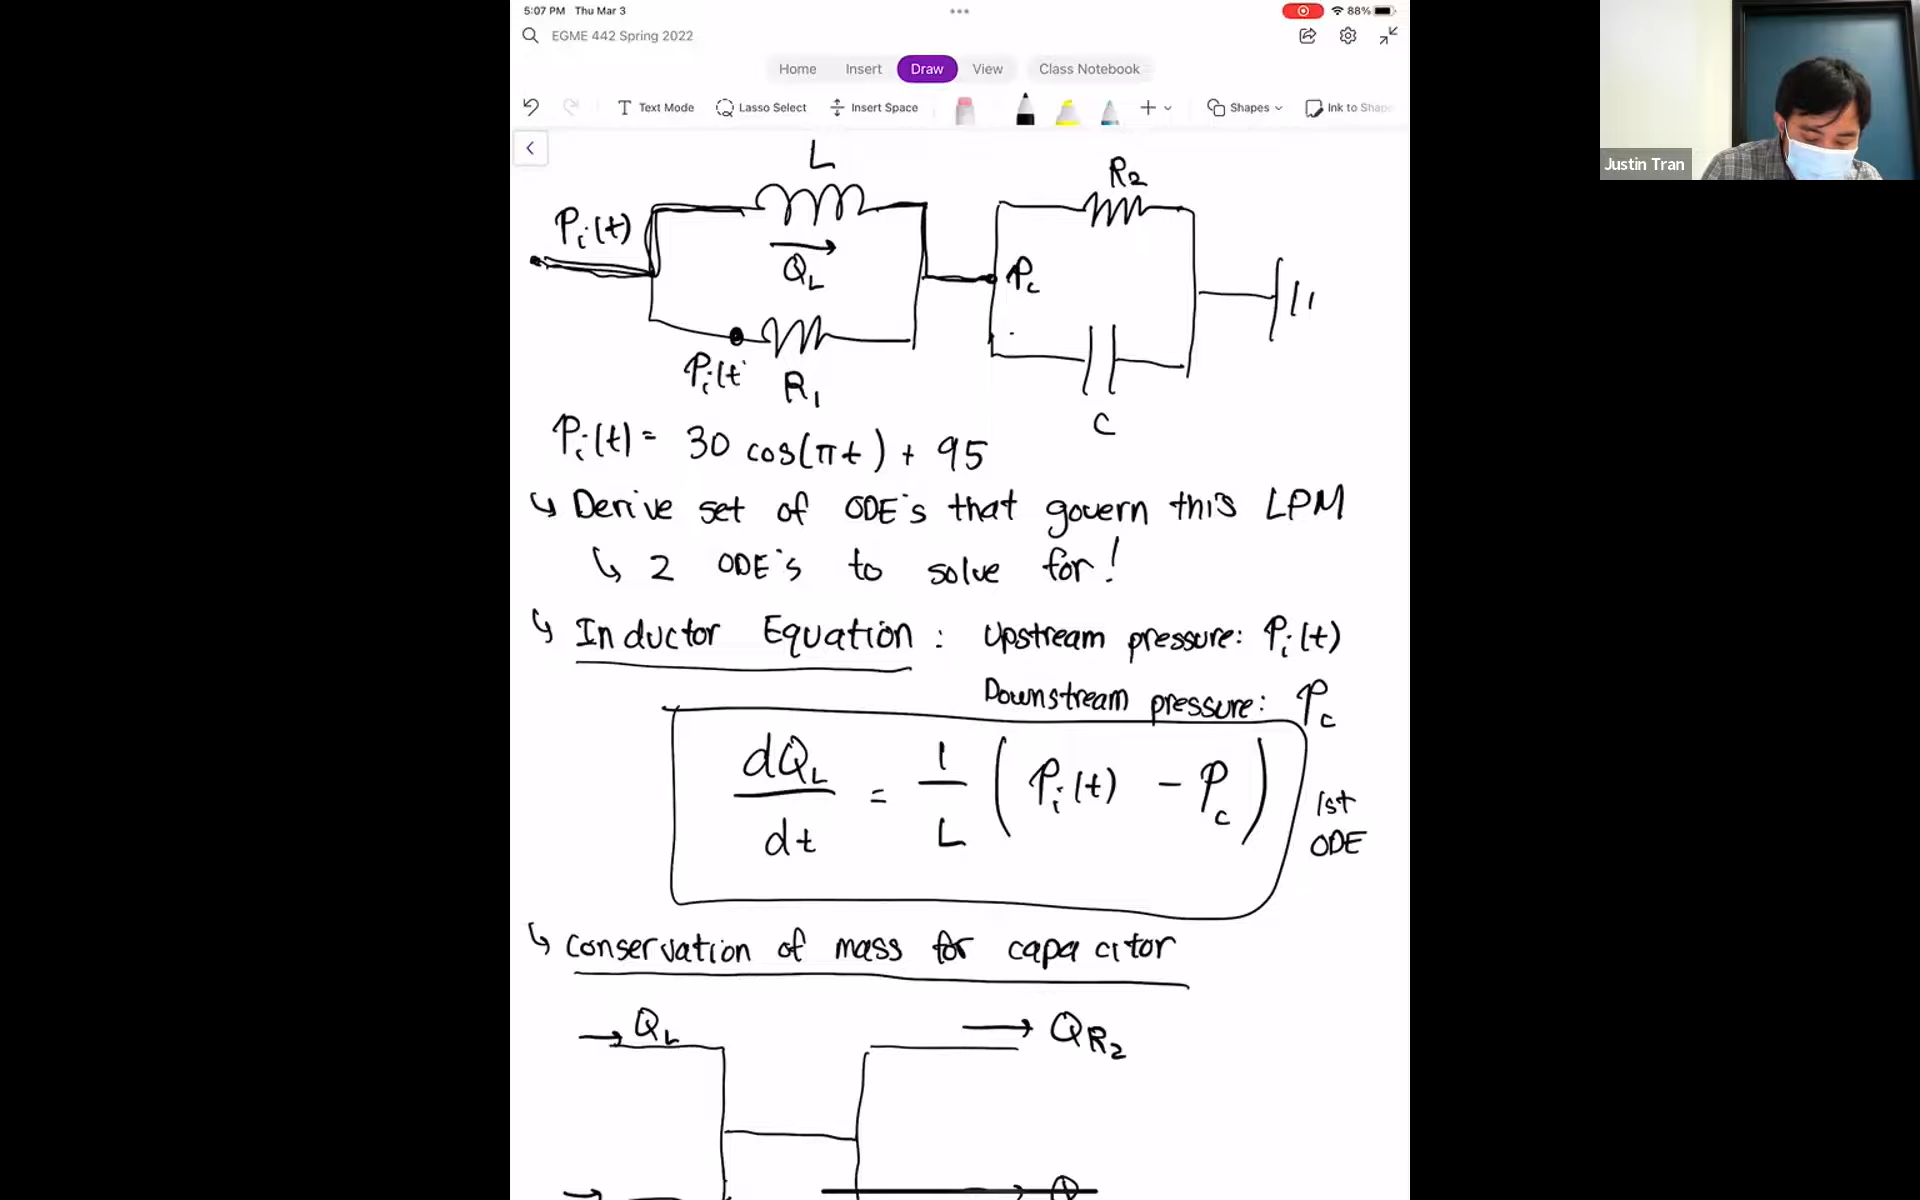 5:07 PM Thu Mar 3
88%
EGME 442 Spring 2022
Home Insert Draw View Class Notebook
Text Mode Lasso Select Insert Space Shapes Ink to Shape
L
Pi(t)
QL
R2
Pc
Pi(t
R1
C
Pi(t) = 30 cos(πt) + 95
↳ Derive set of ODE's that govern this LPM
↳ 2 ODE's to solve for!
↳ Inductor Equation : Upstream pressure: Pi(t)
Downstream pressure: Pc
dQL/dt = 1/L ( Pi(t) - Pc )
1st
ODE
↳ conservation of mass for capacitor
→ QL
→ QR2
Justin Tran